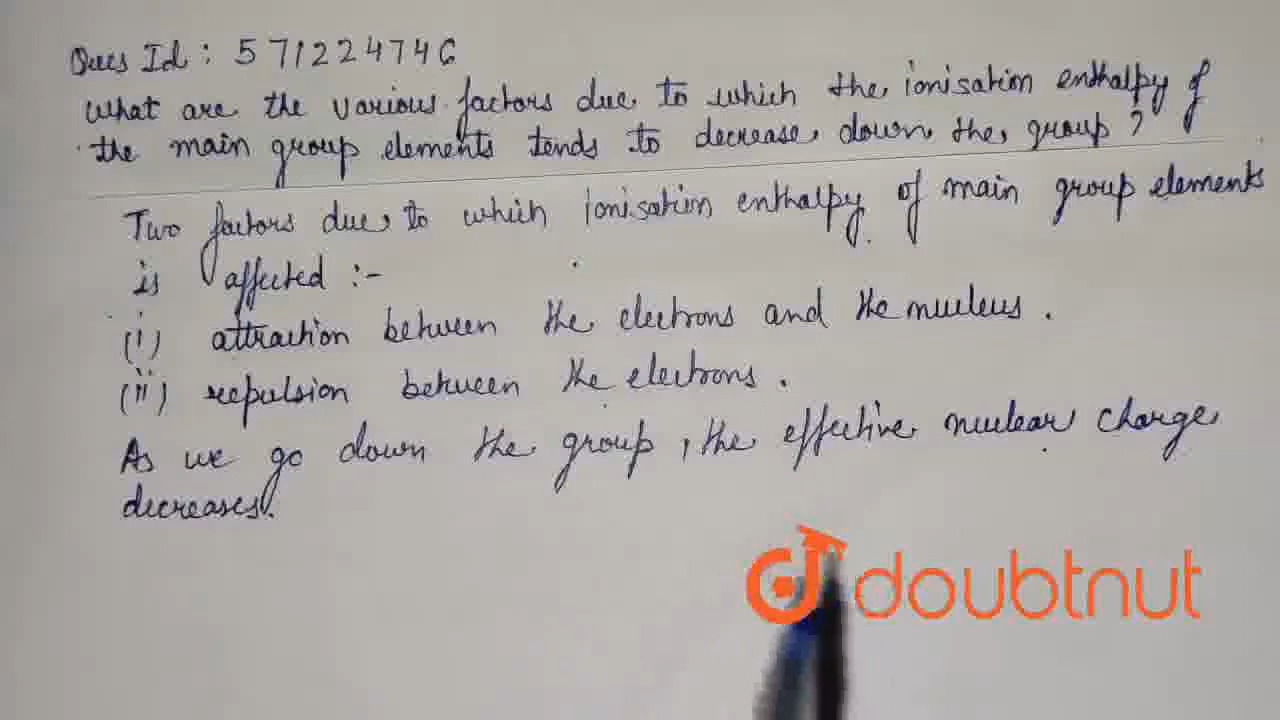 Ques Id : 571224746
What are the various factors due to which the ionisation enthalpy of
the main group elements tends to decrease down the group ?
Two factors due to which ionisation enthalpy of main group elements
is affected :-
(i) attraction between the electrons and the nucleus .
(ii) repulsion between the electrons .
As we go down the group , the effective nuclear charge
decreases.
doubtnut